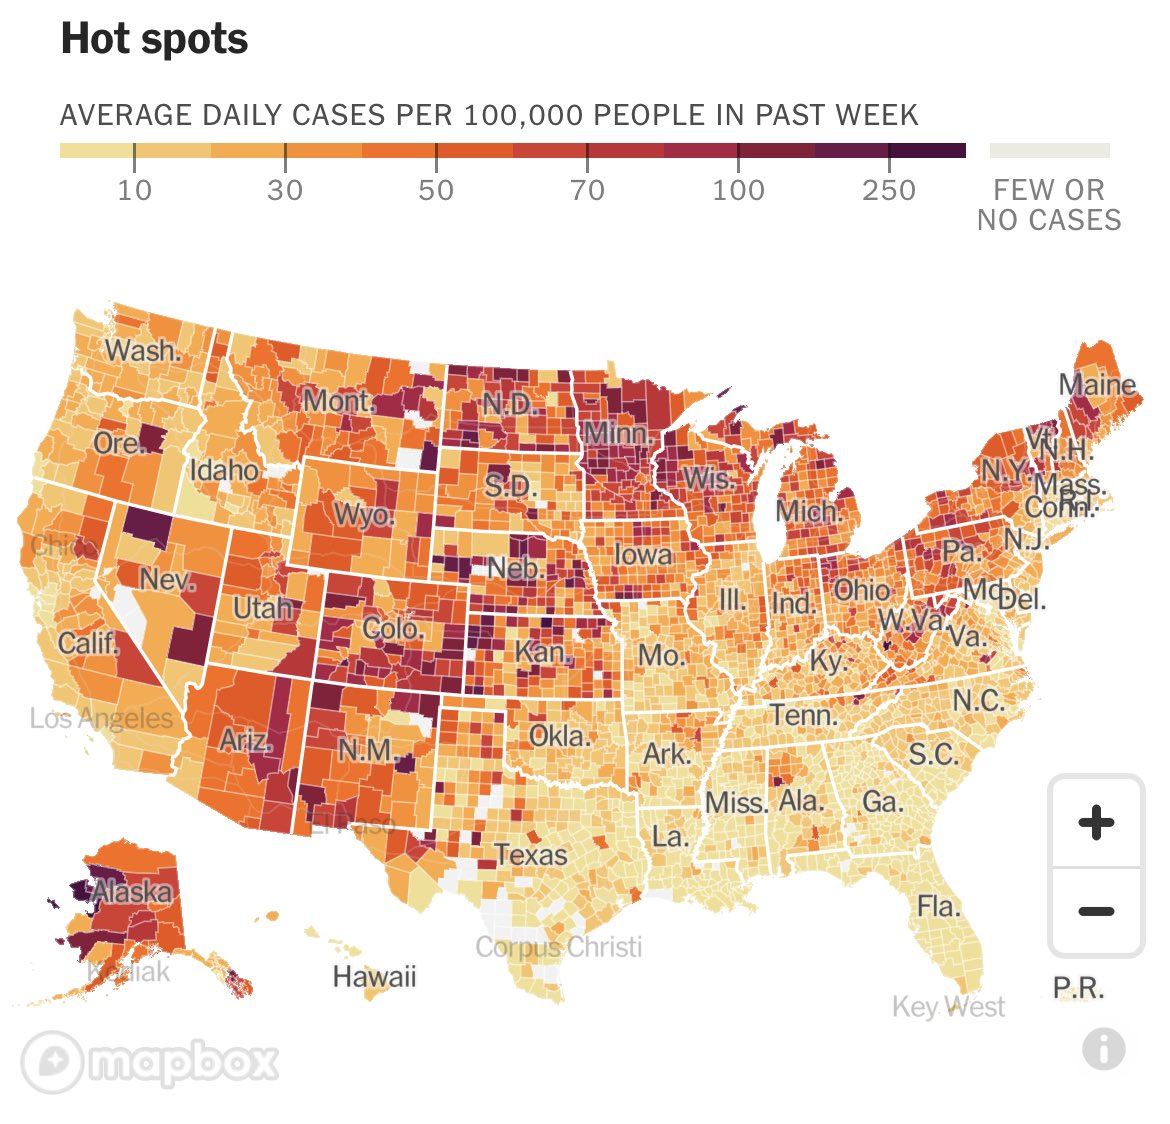 Hot spots
AVERAGE DAILY CASES PER 100,000 PEOPLE IN PAST WEEK
10 30 50 70 100 250 FEW OR
NO CASES
Wash.
Mont.
N.D.
Minn.
Maine
Ore.
Idaho
S.D.
Wis.
Mich.
N.Y.
Vt.
N.H.
Mass.
Conn.
R.I.
Wyo.
Chico
Nev.
Utah
Colo.
Neb.
Iowa
Ill.
Ind.
Ohio
Pa.
N.J.
Md.
Del.
W.Va.
Va.
Calif.
Kan.
Mo.
Ky.
Los Angeles
Ariz.
N.M.
Okla.
Ark.
Tenn.
N.C.
S.C.
Miss.
Ala.
Ga.
El Paso
Texas
La.
Fla.
Alaska
Kodiak
Hawaii
Corpus Christi
Key West
P.R.
+
−
mapbox
i